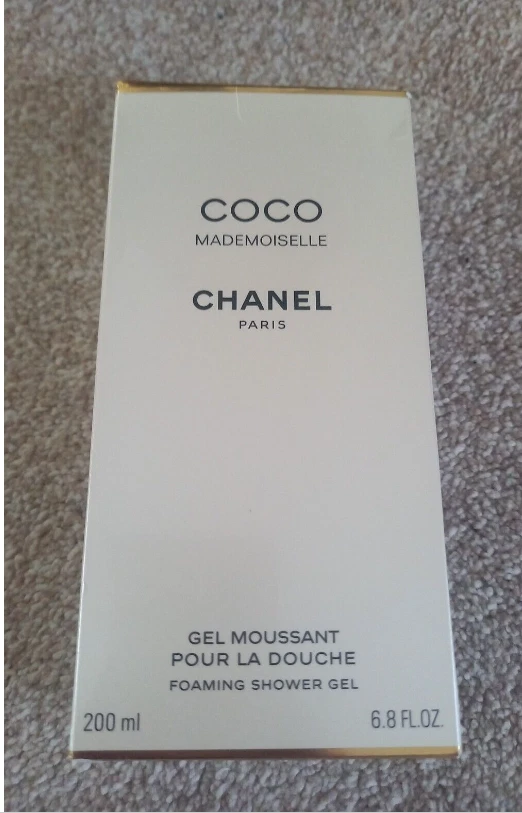 COCO
MADEMOISELLE
CHANEL
PARIS
GEL MOUSSANT
POUR LA DOUCHE
FOAMING SHOWER GEL
200 ml 6.8 FL.OZ.